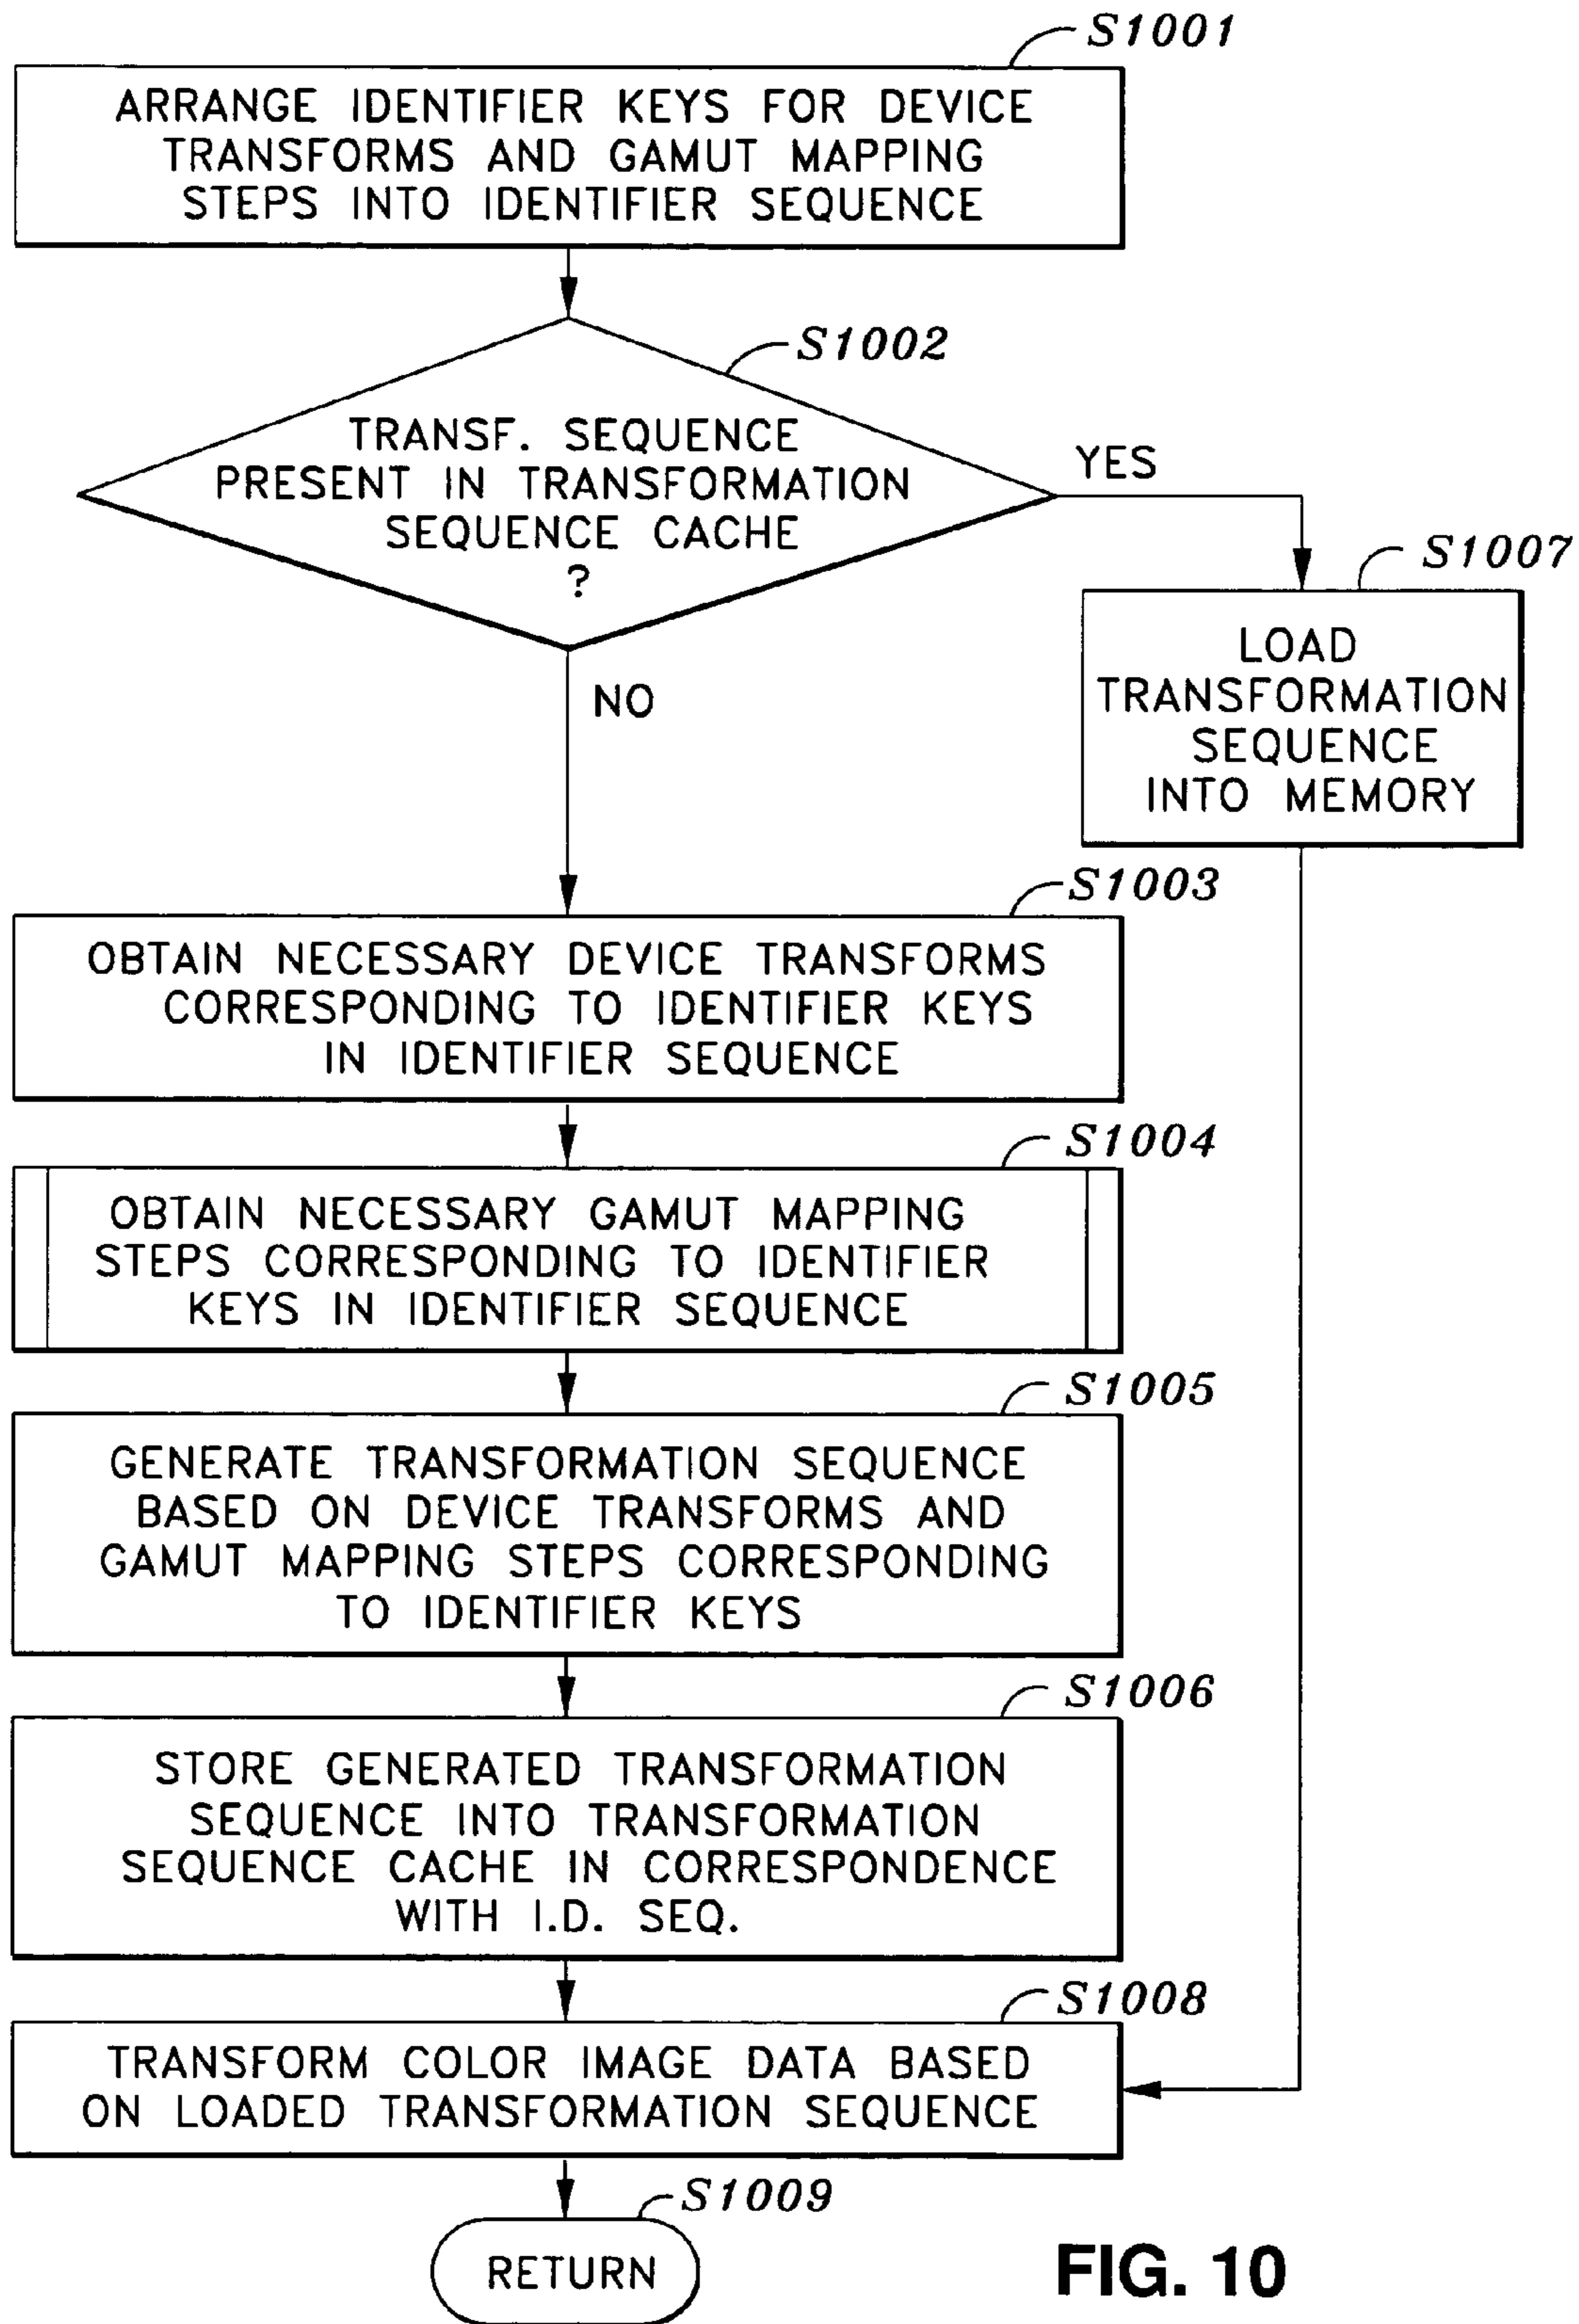 S1001
ARRANGE IDENTIFIER KEYS FOR DEVICE
TRANSFORMS AND GAMUT MAPPING
STEPS INTO IDENTIFIER SEQUENCE
S1002
TRANSF. SEQUENCE
PRESENT IN TRANSFORMATION
SEQUENCE CACHE
?
YES
NO
S1007
LOAD
TRANSFORMATION
SEQUENCE
INTO MEMORY
S1003
OBTAIN NECESSARY DEVICE TRANSFORMS
CORRESPONDING TO IDENTIFIER KEYS
IN IDENTIFIER SEQUENCE
S1004
OBTAIN NECESSARY GAMUT MAPPING
STEPS CORRESPONDING TO IDENTIFIER
KEYS IN IDENTIFIER SEQUENCE
S1005
GENERATE TRANSFORMATION SEQUENCE
BASED ON DEVICE TRANSFORMS AND
GAMUT MAPPING STEPS CORRESPONDING
TO IDENTIFIER KEYS
S1006
STORE GENERATED TRANSFORMATION
SEQUENCE INTO TRANSFORMATION
SEQUENCE CACHE IN CORRESPONDENCE
WITH I.D. SEQ.
S1008
TRANSFORM COLOR IMAGE DATA BASED
ON LOADED TRANSFORMATION SEQUENCE
S1009
RETURN
FIG. 10